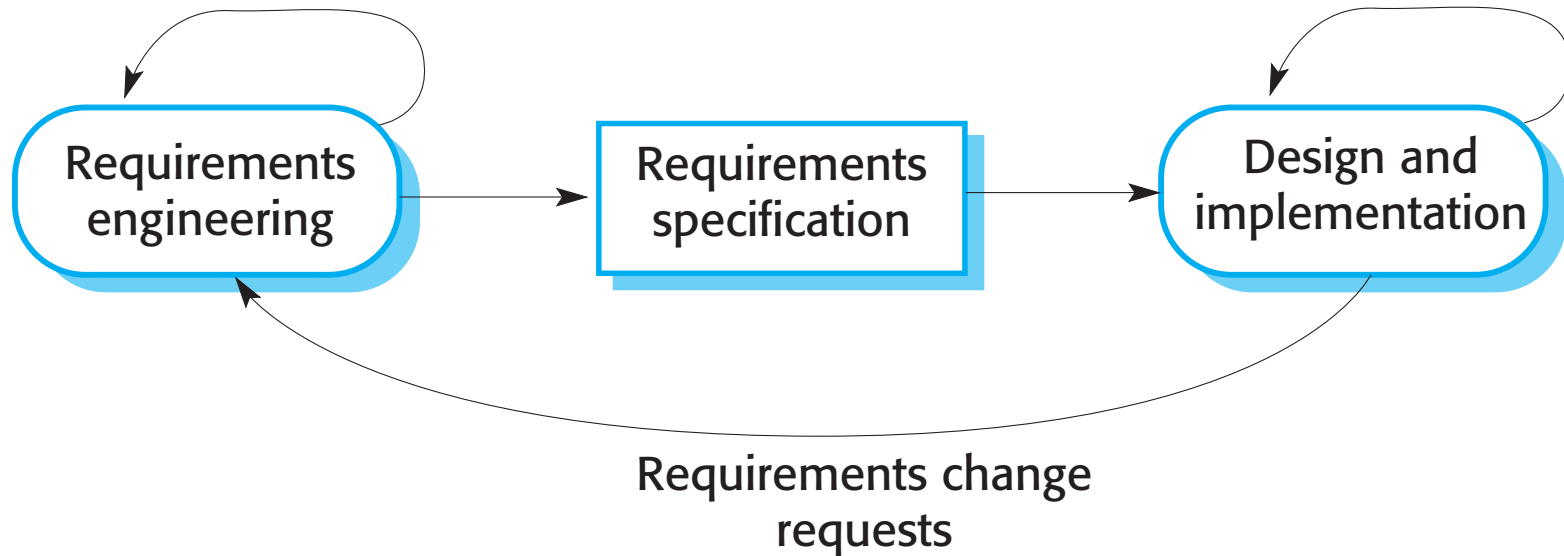 Requirements
engineering
Requirements
specification
Design and
implementation
Requirements change
requests